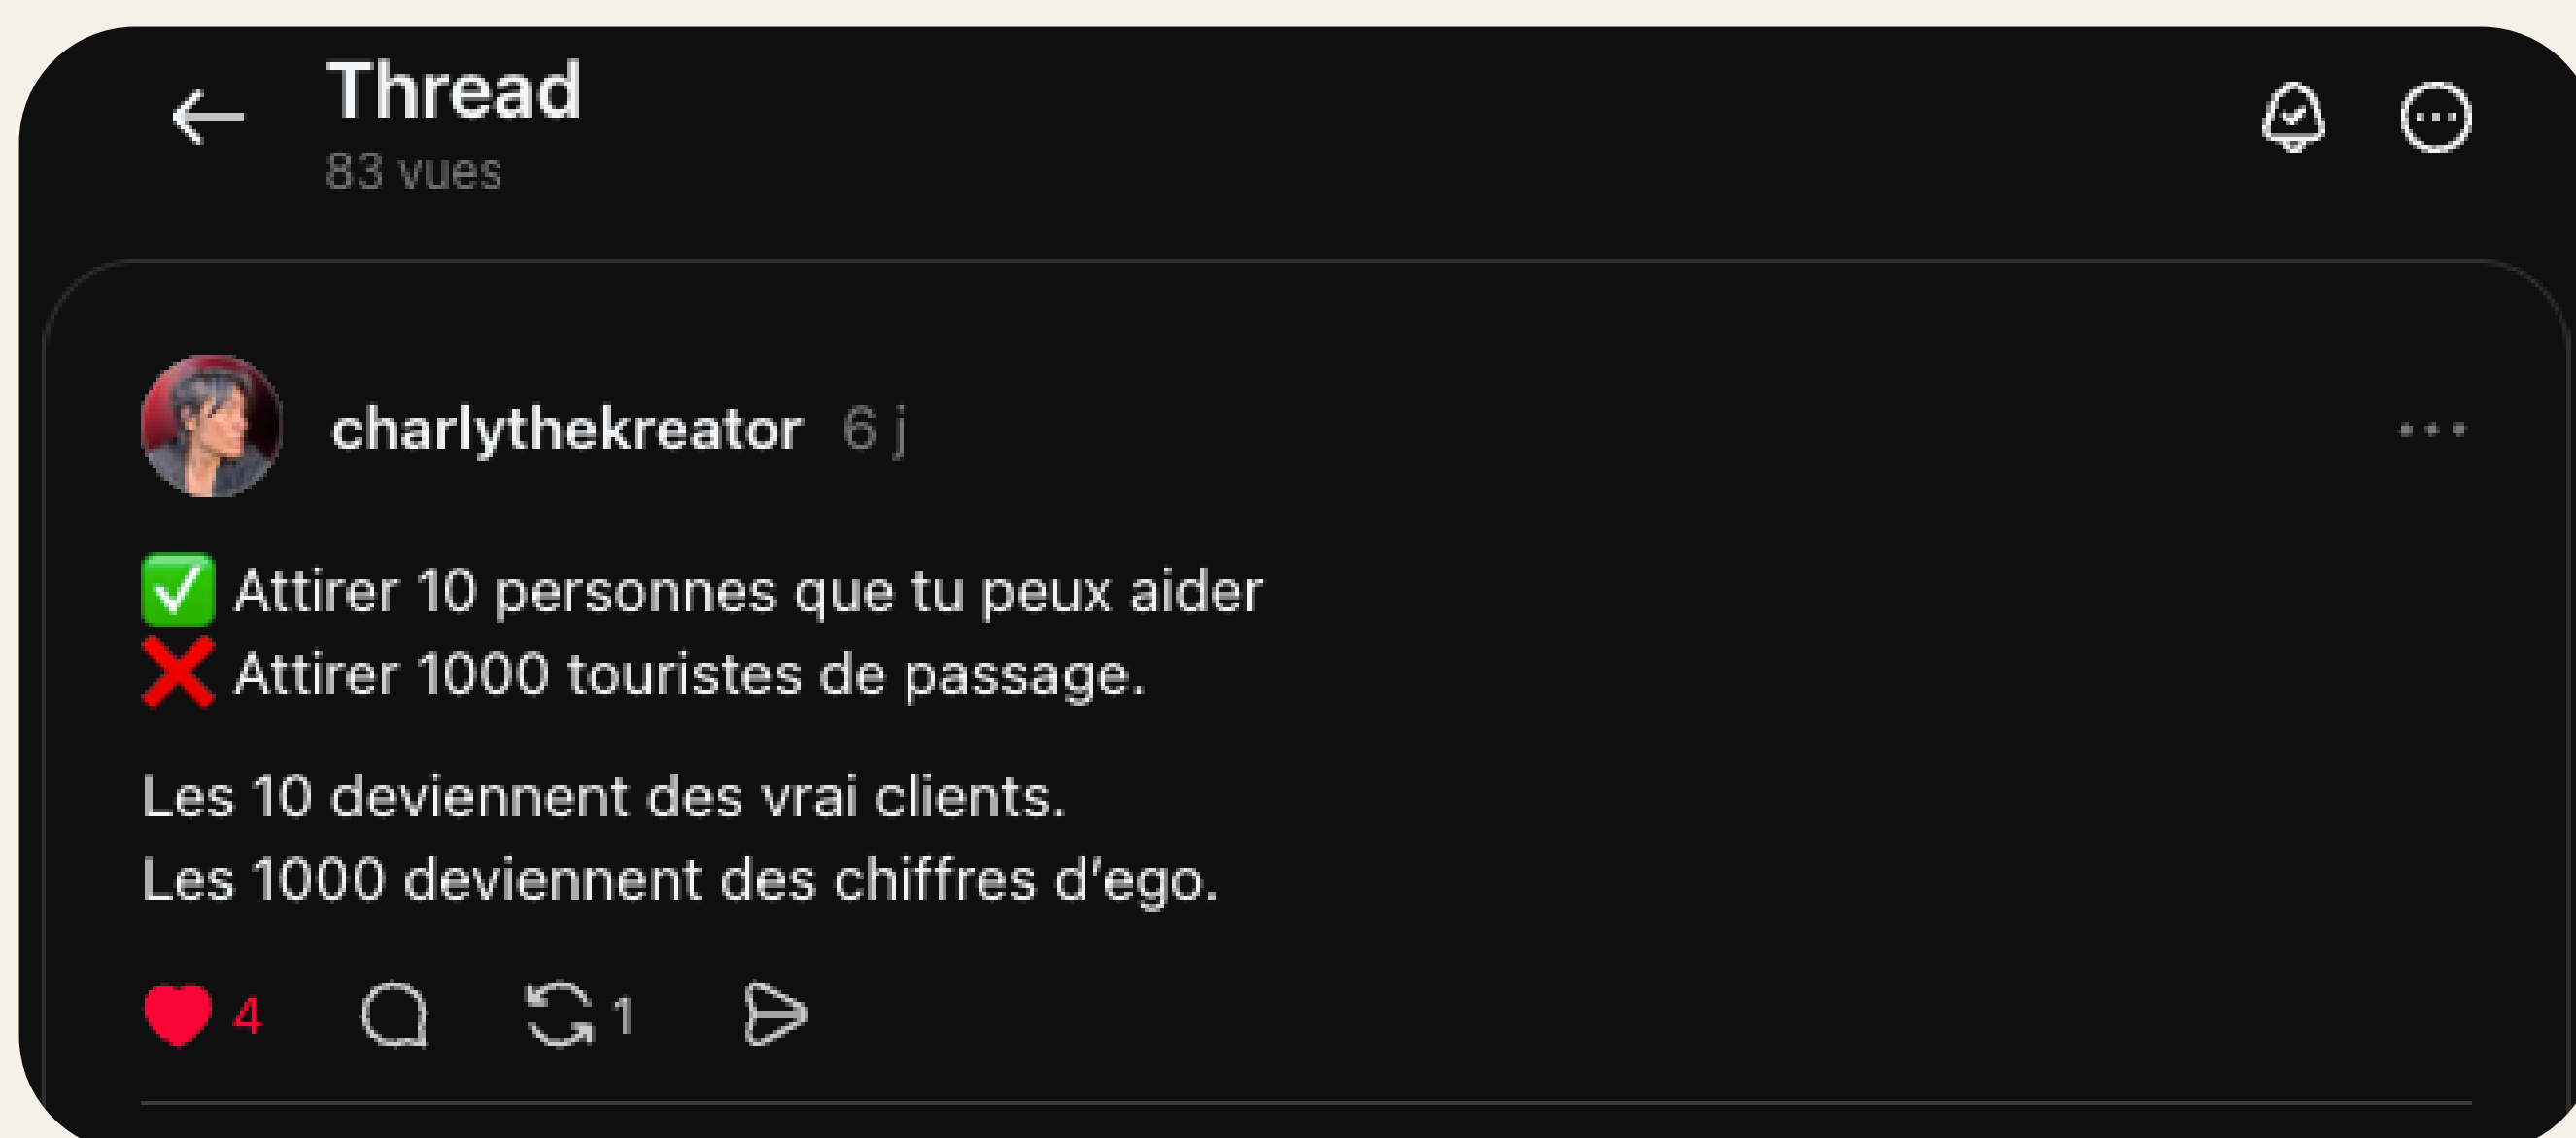 Thread
83 vues
charlythekreator 6 j
✅ Attirer 10 personnes que tu peux aider
❌ Attirer 1000 touristes de passage.
Les 10 deviennent des vrai clients.
Les 1000 deviennent des chiffres d'ego.
4 1